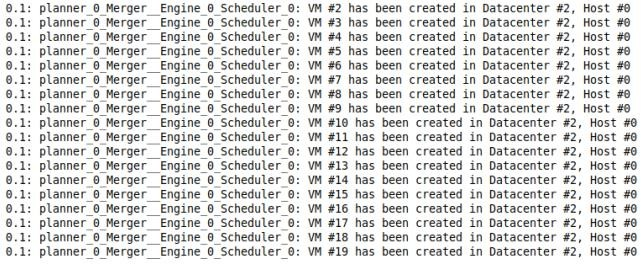 0.1: planner_0_Merger__Engine_0_Scheduler_0: VM #2 has been created in Datacenter #2, Host #0
0.1: planner_0_Merger__Engine_0_Scheduler_0: VM #3 has been created in Datacenter #2, Host #0
0.1: planner_0_Merger__Engine_0_Scheduler_0: VM #4 has been created in Datacenter #2, Host #0
0.1: planner_0_Merger__Engine_0_Scheduler_0: VM #5 has been created in Datacenter #2, Host #0
0.1: planner_0_Merger__Engine_0_Scheduler_0: VM #6 has been created in Datacenter #2, Host #0
0.1: planner_0_Merger__Engine_0_Scheduler_0: VM #7 has been created in Datacenter #2, Host #0
0.1: planner_0_Merger__Engine_0_Scheduler_0: VM #8 has been created in Datacenter #2, Host #0
0.1: planner_0_Merger__Engine_0_Scheduler_0: VM #9 has been created in Datacenter #2, Host #0
0.1: planner_0_Merger__Engine_0_Scheduler_0: VM #10 has been created in Datacenter #2, Host #0
0.1: planner_0_Merger__Engine_0_Scheduler_0: VM #11 has been created in Datacenter #2, Host #0
0.1: planner_0_Merger__Engine_0_Scheduler_0: VM #12 has been created in Datacenter #2, Host #0
0.1: planner_0_Merger__Engine_0_Scheduler_0: VM #13 has been created in Datacenter #2, Host #0
0.1: planner_0_Merger__Engine_0_Scheduler_0: VM #14 has been created in Datacenter #2, Host #0
0.1: planner_0_Merger__Engine_0_Scheduler_0: VM #15 has been created in Datacenter #2, Host #0
0.1: planner_0_Merger__Engine_0_Scheduler_0: VM #16 has been created in Datacenter #2, Host #0
0.1: planner_0_Merger__Engine_0_Scheduler_0: VM #17 has been created in Datacenter #2, Host #0
0.1: planner_0_Merger__Engine_0_Scheduler_0: VM #18 has been created in Datacenter #2, Host #0
0.1: planner_0_Merger__Engine_0_Scheduler_0: VM #19 has been created in Datacenter #2, Host #0